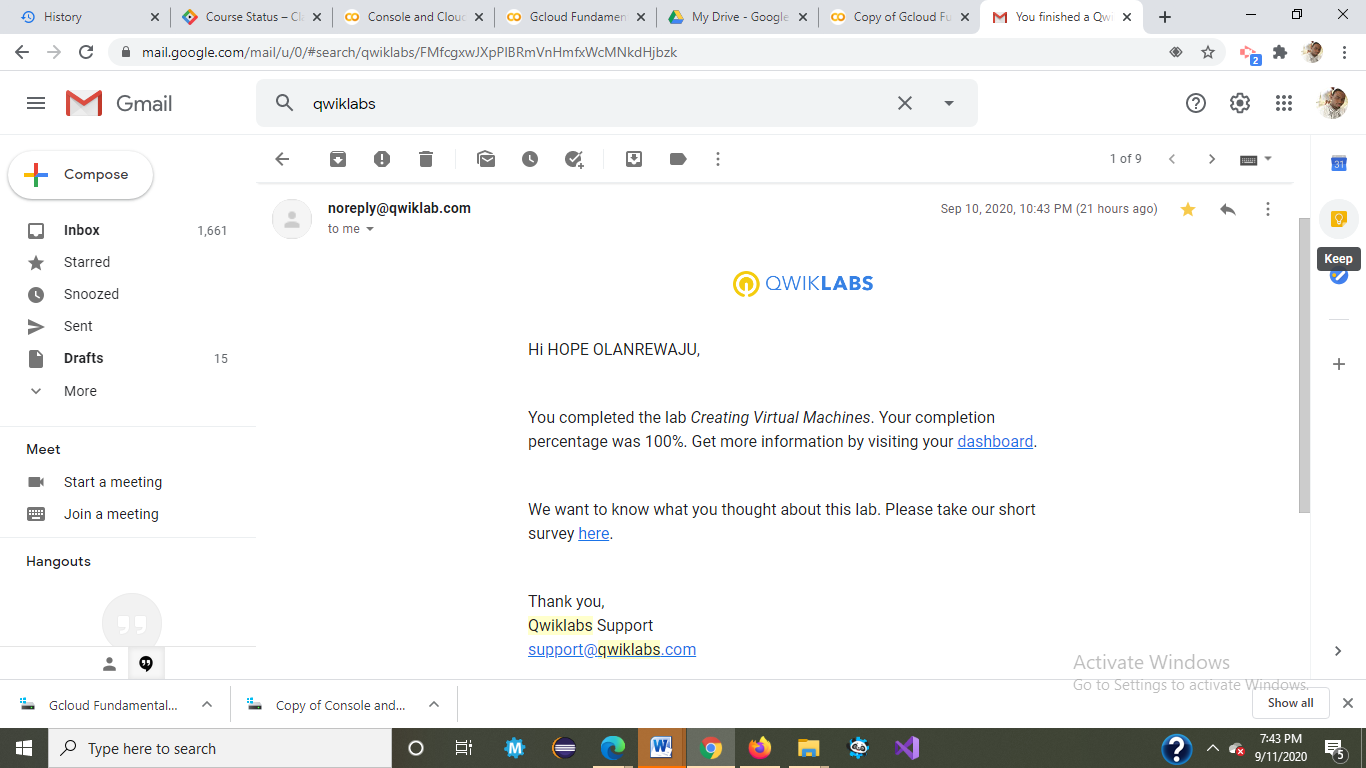 History
Course Status – Cl
Console and Clou
Gcloud Fundamen
My Drive - Google
Copy of Gcloud Fu
You finished a Qwi
mail.google.com/mail/u/0/#search/qwiklabs/FMfcgxwJXpPlBRmVnHmfxWcMNkdHjbzk
2
Gmail
qwiklabs
Compose
1 of 9
31
Inbox 1,661
Starred
Snoozed
Sent
Drafts 15
More
Meet
Start a meeting
Join a meeting
Hangouts
noreply@qwiklab.com
to me
Sep 10, 2020, 10:43 PM (21 hours ago)
Keep
QWIKLABS
Hi HOPE OLANREWAJU,
You completed the lab Creating Virtual Machines. Your completion
percentage was 100%. Get more information by visiting your dashboard.
We want to know what you thought about this lab. Please take our short
survey here.
Thank you,
Qwiklabs Support
support@qwiklabs.com
Activate Windows
Go to Settings to activate Windows.
Gcloud Fundamental...
Copy of Console and...
Show all
Type here to search
7:43 PM
9/11/2020
5